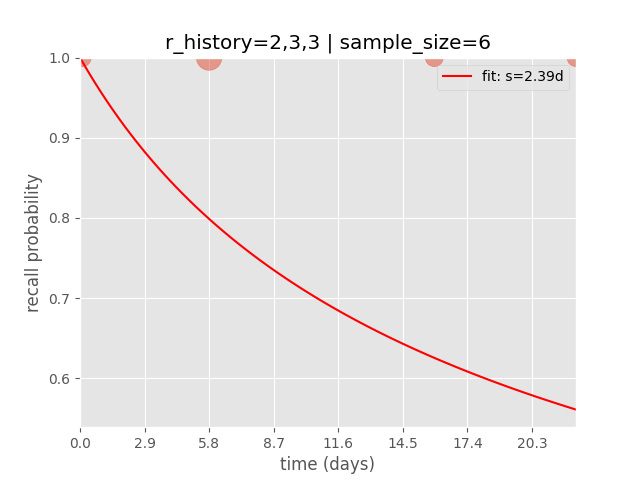 r_history=2,3,3 | sample_size=6
fit: s=2.39d
1.0
0.9
0.8
0.7
0.6
recall probability
0.0 2.9 5.8 8.7 11.6 14.5 17.4 20.3
time (days)